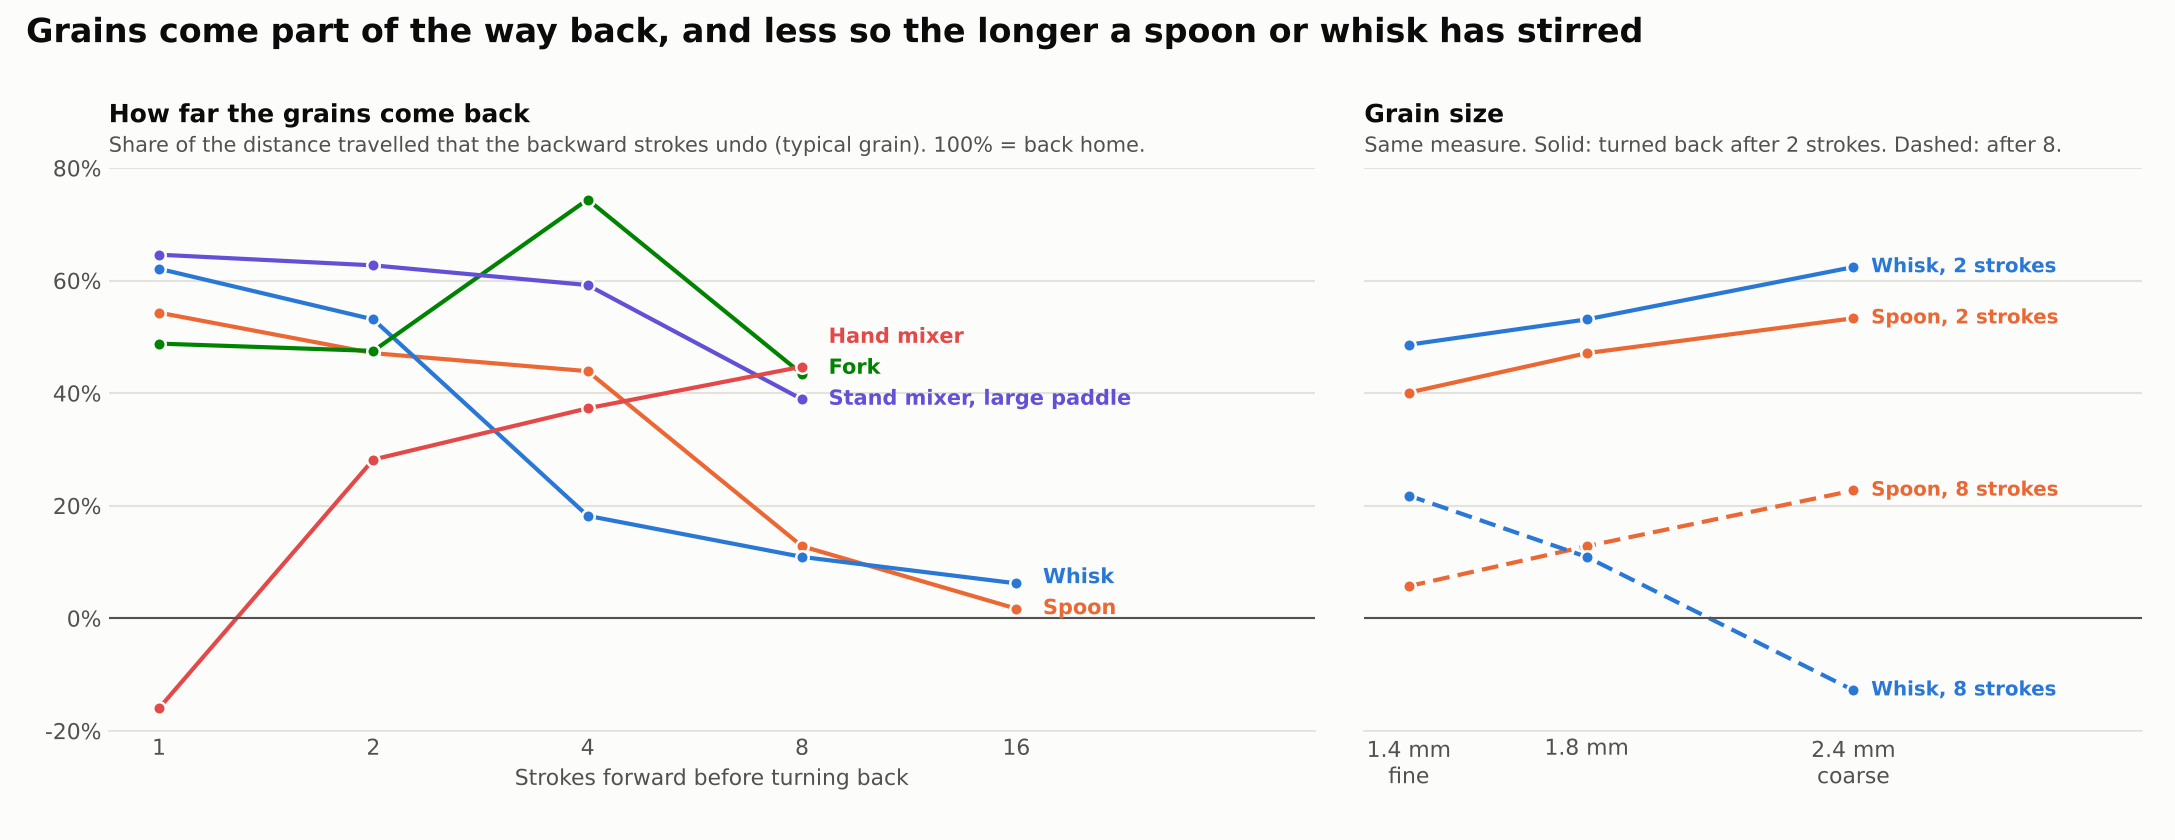 Grains come part of the way back, and less so the longer a spoon or whisk has stirred
How far the grains come back
Share of the distance travelled that the backward strokes undo (typical grain). 100% = back home.
80%
60%
40%
20%
0%
-20%
Hand mixer
Fork
Stand mixer, large paddle
Whisk
Spoon
1
2
4
8
16
Strokes forward before turning back
Grain size
Same measure. Solid: turned back after 2 strokes. Dashed: after 8.
Whisk, 2 strokes
Spoon, 2 strokes
Spoon, 8 strokes
Whisk, 8 strokes
1.4 mm
fine
1.8 mm
2.4 mm
coarse